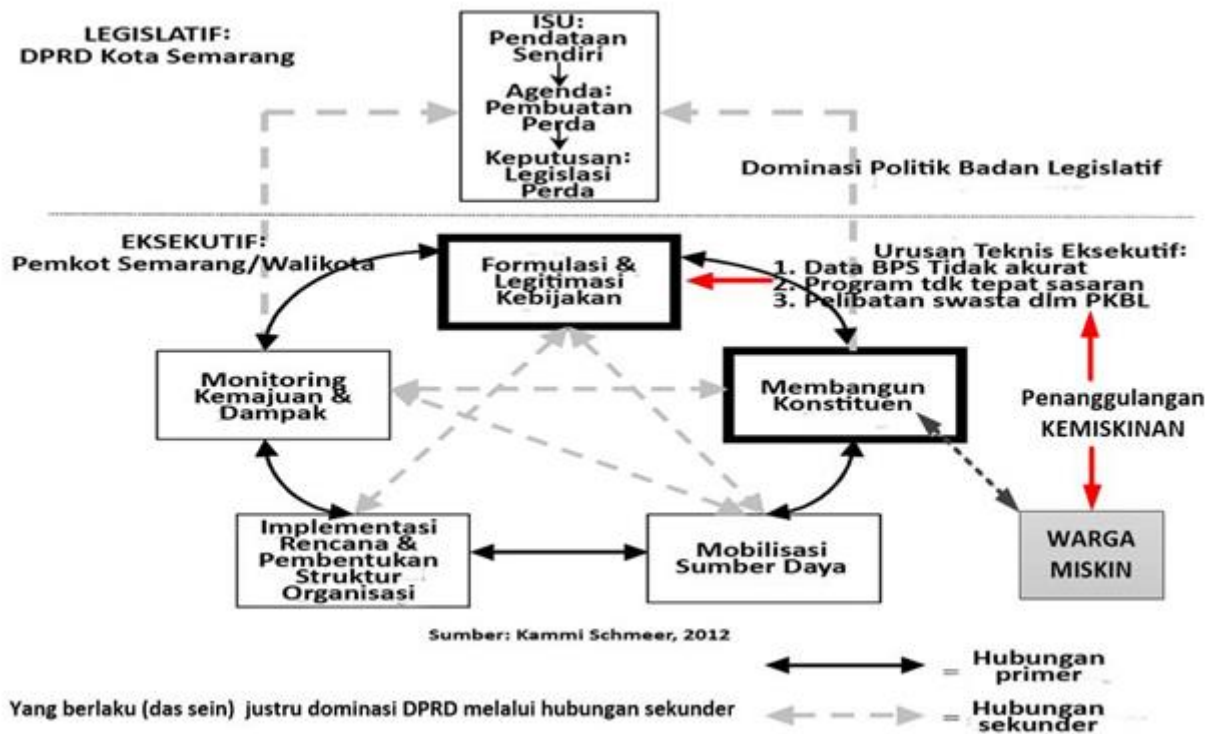 LEGISLATIF:
DPRD Kota Semarang
ISU:
Pendataan
Sendiri
Agenda:
Pembuatan
Perda
Keputusan:
Legislasi
Perda
Dominasi Politik Badan Legislatif
EKSEKUTIF:
Pemkot Semarang/Walikota
Formulasi &
Legitimasi
Kebijakan
Urusan Teknis Eksekutif:
1. Data BPS Tidak akurat
2. Program tdk tepat sasaran
3. Pelibatan swasta dlm PKBL
Monitoring
Kemajuan &
Dampak
Membangun
Konstituen
Penanggulangan
KEMISKINAN
Implementasi
Rencana &
Pembentukan
Struktur
Organisasi
Mobilisasi
Sumber Daya
WARGA
MISKIN
Sumber: Kammi Schmeer, 2012
= Hubungan
primer
Yang berlaku (das sein) justru dominasi DPRD melalui hubungan sekunder
= Hubungan
sekunder